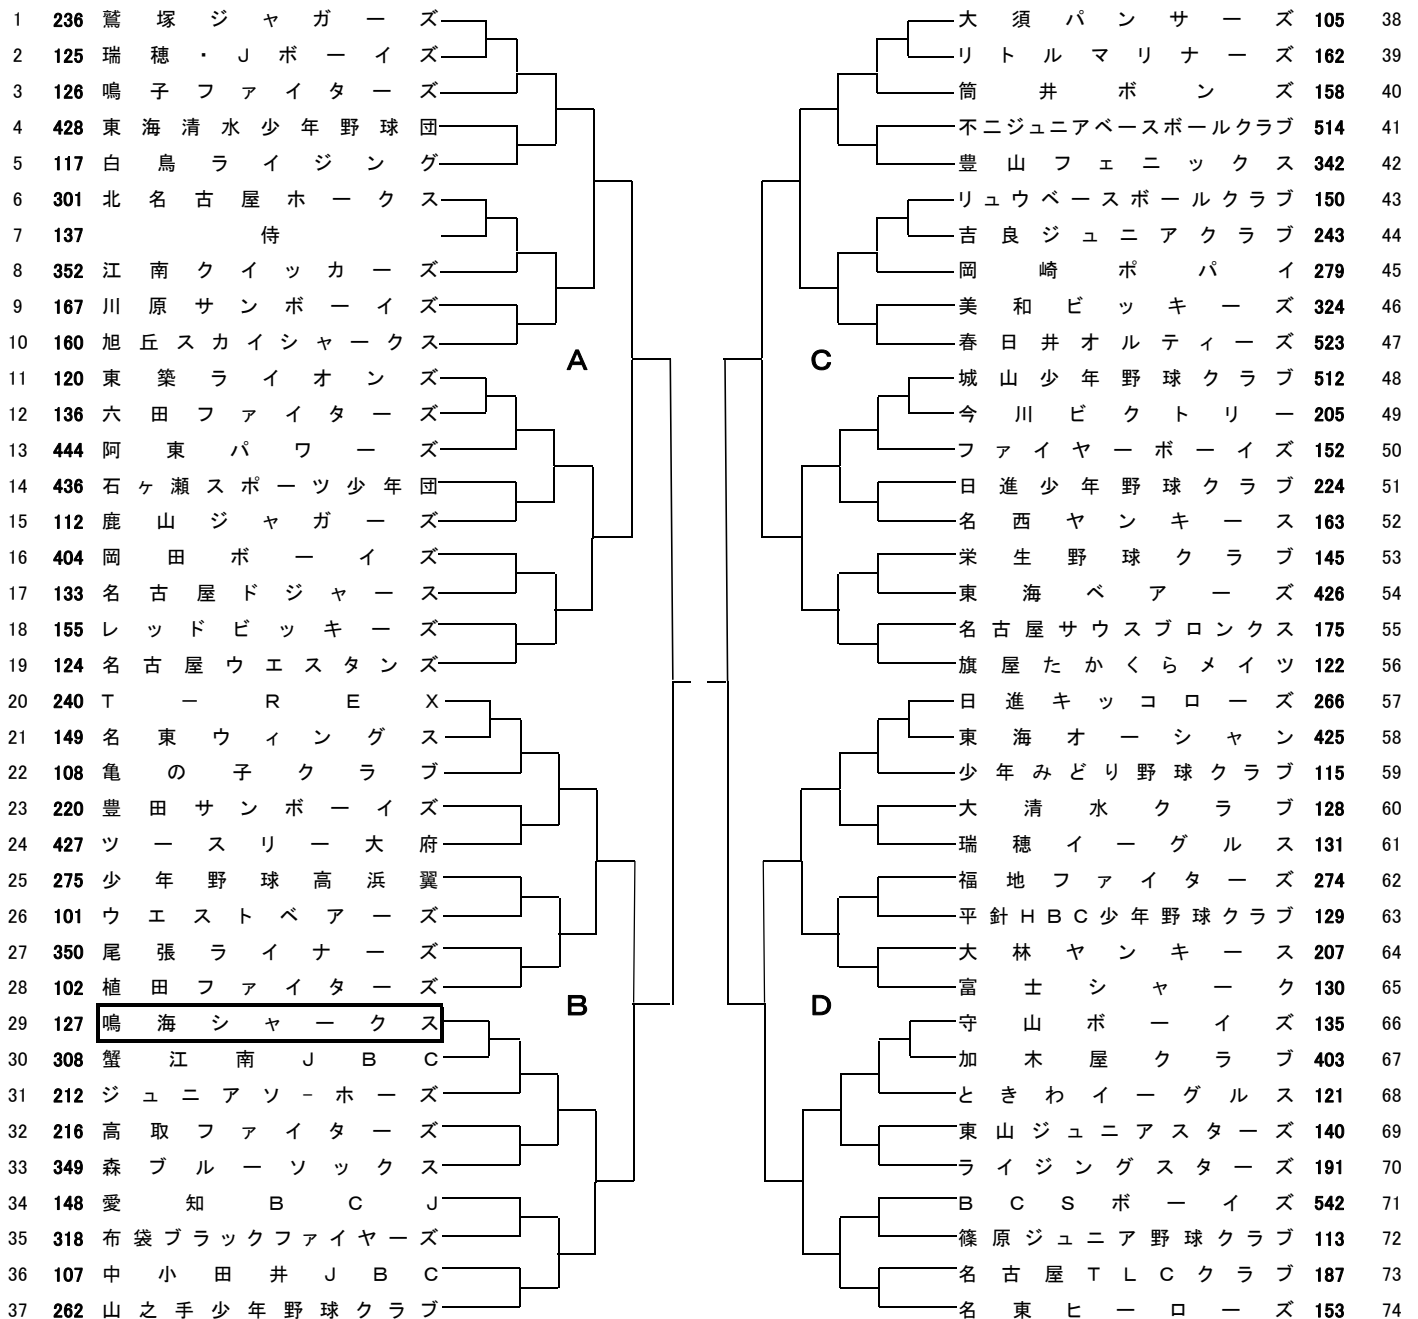 1 236 鷲塚ジャガーズ
2 125 瑞穂・Jボーイズ
3 126 鳴子ファイターズ
4 428 東海清水少年野球団
5 117 白鳥ライジング
6 301 北名古屋ホークス
7 137 侍
8 352 江南クイッカーズ
9 167 川原サンボーイズ
10 160 旭丘スカイシャークス
11 120 東築ライオンズ
12 136 六田ファイターズ
13 444 阿東パワーズ
14 436 石ヶ瀬スポーツ少年団
15 112 鹿山ジャガーズ
16 404 岡田ボーイズ
17 133 名古屋ドジャース
18 155 レッドビッキーズ
19 124 名古屋ウエスタンズ
20 240 T－REX
21 149 名東ウィングス
22 108 亀の子クラブ
23 220 豊田サンボーイズ
24 427 ツースリー大府
25 275 少年野球高浜翼
26 101 ウエストベアーズ
27 350 尾張ライナーズ
28 102 植田ファイターズ
29 127 鳴海シャークス
30 308 蟹江南JBC
31 212 ジュニアソ-ホーズ
32 216 高取ファイターズ
33 349 森ブルーソックス
34 148 愛知BCJ
35 318 布袋ブラックファイヤーズ
36 107 中小田井JBC
37 262 山之手少年野球クラブ
A
B
C
D
大須パンサーズ 105 38
リトルマリナーズ 162 39
筒井ボンズ 158 40
不二ジュニアベースボールクラブ 514 41
豊山フェニックス 342 42
リュウベースボールクラブ 150 43
吉良ジュニアクラブ 243 44
岡崎ポパイ 279 45
美和ビッキーズ 324 46
春日井オルティーズ 523 47
城山少年野球クラブ 512 48
今川ビクトリー 205 49
ファイヤーボーイズ 152 50
日進少年野球クラブ 224 51
名西ヤンキース 163 52
栄生野球クラブ 145 53
東海ベアーズ 426 54
名古屋サウスブロンクス 175 55
旗屋たかくらメイツ 122 56
日進キッコローズ 266 57
東海オーシャン 425 58
少年みどり野球クラブ 115 59
大清水クラブ 128 60
瑞穂イーグルス 131 61
福地ファイターズ 274 62
平針HBC少年野球クラブ 129 63
大林ヤンキース 207 64
富士シャーク 130 65
守山ボーイズ 135 66
加木屋クラブ 403 67
ときわイーグルス 121 68
東山ジュニアスターズ 140 69
ライジングスターズ 191 70
BCSボーイズ 542 71
篠原ジュニア野球クラブ 113 72
名古屋TLCクラブ 187 73
名東ヒーローズ 153 74